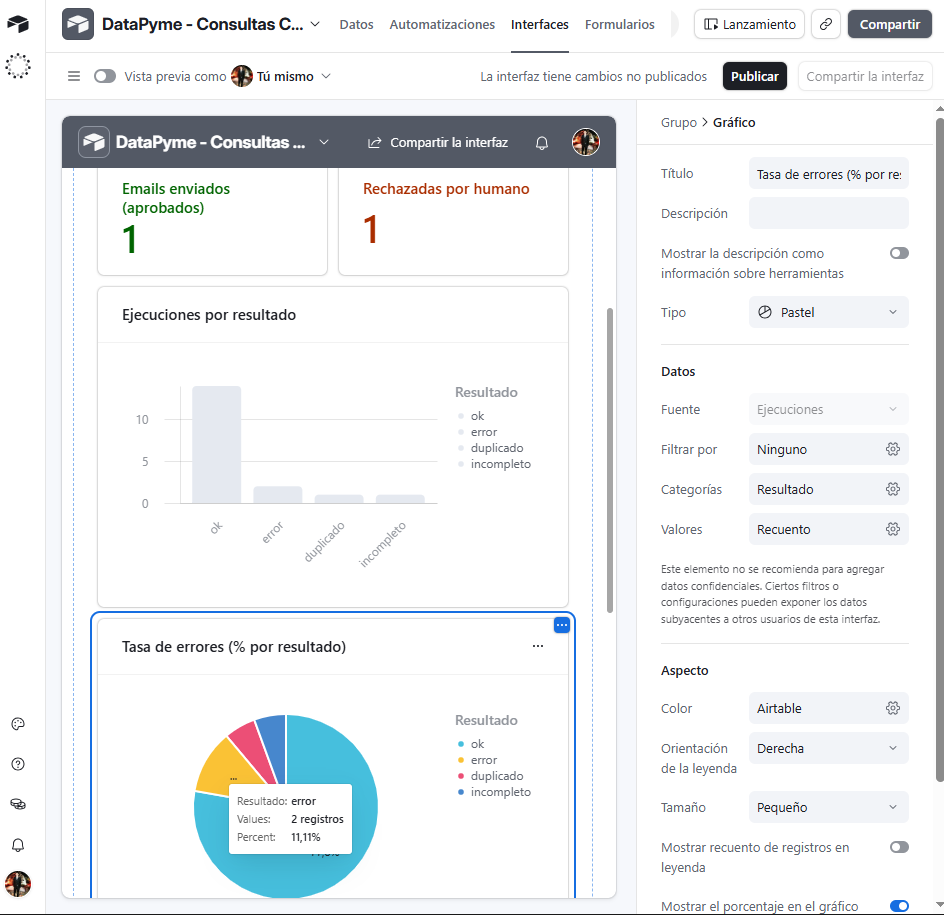 DataPyme - Consultas C...
Datos
Automatizaciones
Interfaces
Formularios
Lanzamiento
Compartir
Vista previa como
Tú mismo
La interfaz tiene cambios no publicados
Publicar
Compartir la interfaz
DataPyme - Consultas ...
Compartir la interfaz
Emails enviados
(aprobados)
1
Rechazadas por humano
1
Ejecuciones por resultado
10
5
0
ok
error
duplicado
incompleto
Resultado
ok
error
duplicado
incompleto
Tasa de errores (% por resultado)
...
Resultado: error
Values: 2 registros
Percent: 11,11%
Resultado
ok
error
duplicado
incompleto
Grupo > Gráfico
Título
Tasa de errores (% por re
Descripción
Mostrar la descripción como
información sobre herramientas
Tipo
Pastel
Datos
Fuente
Ejecuciones
Filtrar por
Ninguno
Categorías
Resultado
Valores
Recuento
Este elemento no se recomienda para agregar
datos confidenciales. Ciertos filtros o
configuraciones pueden exponer los datos
subyacentes a otros usuarios de esta interfaz.
Aspecto
Color
Airtable
Orientación
de la leyenda
Derecha
Tamaño
Pequeño
Mostrar recuento de registros en
leyenda
Mostrar el porcentaje en el gráfico